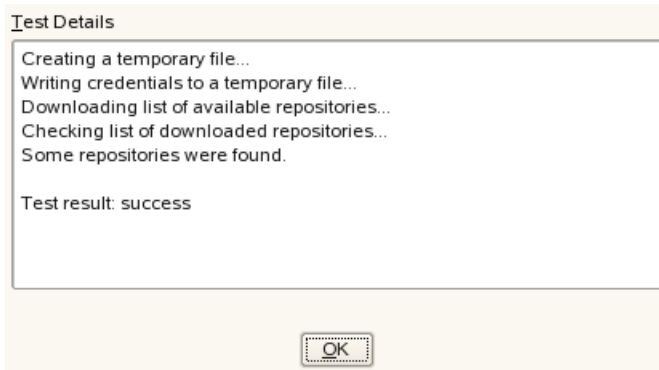 Test Details
Creating a temporary file...
Writing credentials to a temporary file...
Downloading list of available repositories...
Checking list of downloaded repositories...
Some repositories were found.
Test result: success
OK